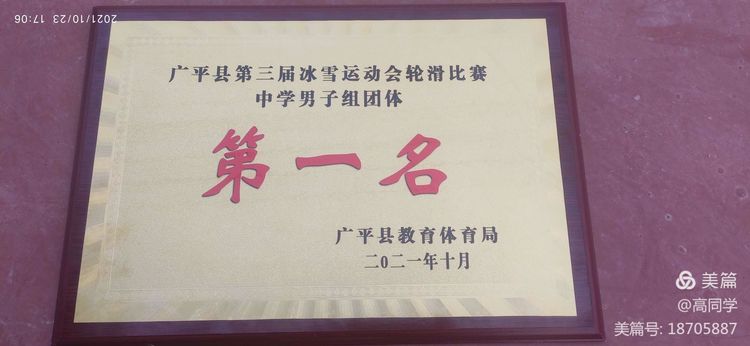 2021/10/23 17:06
广平县第三届冰雪运动会轮滑比赛
中学男子组团体
第一名
广平县教育体育局
二0二一年十月
美篇
@高同学
美篇号: 18705887